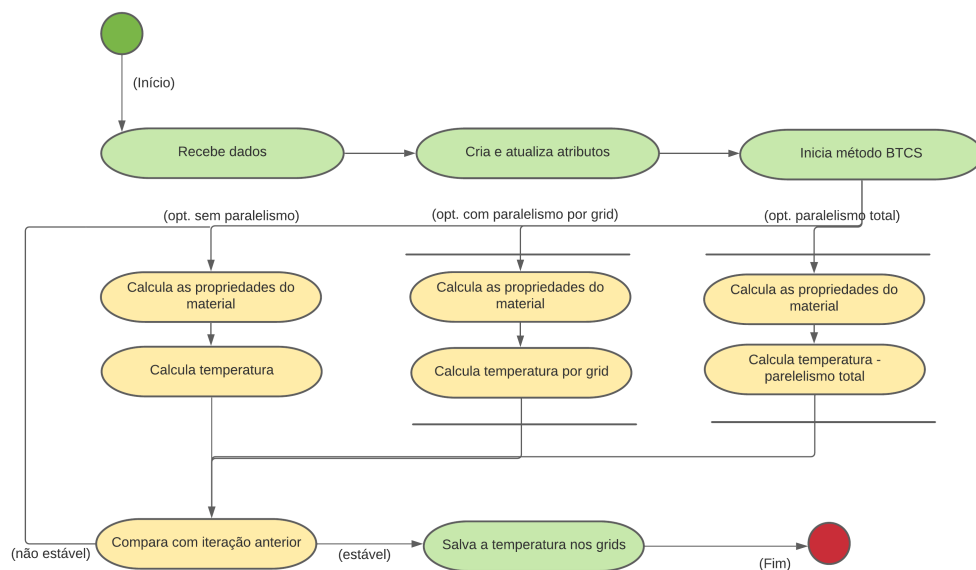 (Início)
Recebe dados
Cria e atualiza atributos
Inicia método BTCS
(opt. sem paralelismo)
(opt. com paralelismo por grid)
(opt. paralelismo total)
Calcula as propriedades do
material
Calcula as propriedades do
material
Calcula as propriedades do
material
Calcula temperatura
Calcula temperatura por grid
Calcula temperatura -
parelelismo total
(não estável)
Compara com iteração anterior
(estável)
Salva a temperatura nos grids
(Fim)